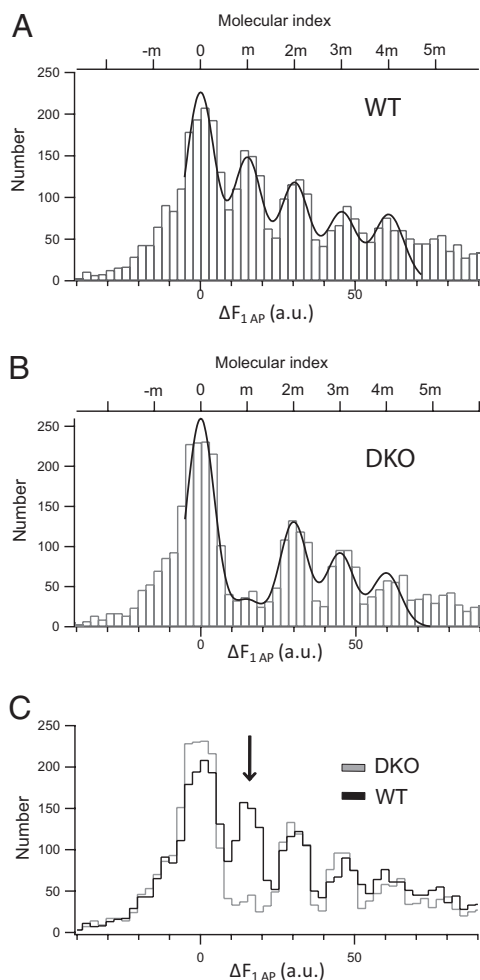 A
Molecular index
-m 0 m 2m 3m 4m 5m
WT
Number
250
200
150
100
50
0
0 50
ΔF1 AP (a.u.)
B
Molecular index
-m 0 m 2m 3m 4m 5m
DKO
Number
250
200
150
100
50
0
0 50
ΔF1 AP (a.u.)
C
DKO
WT
Number
250
200
150
100
50
0
0 50
ΔF1 AP (a.u.)